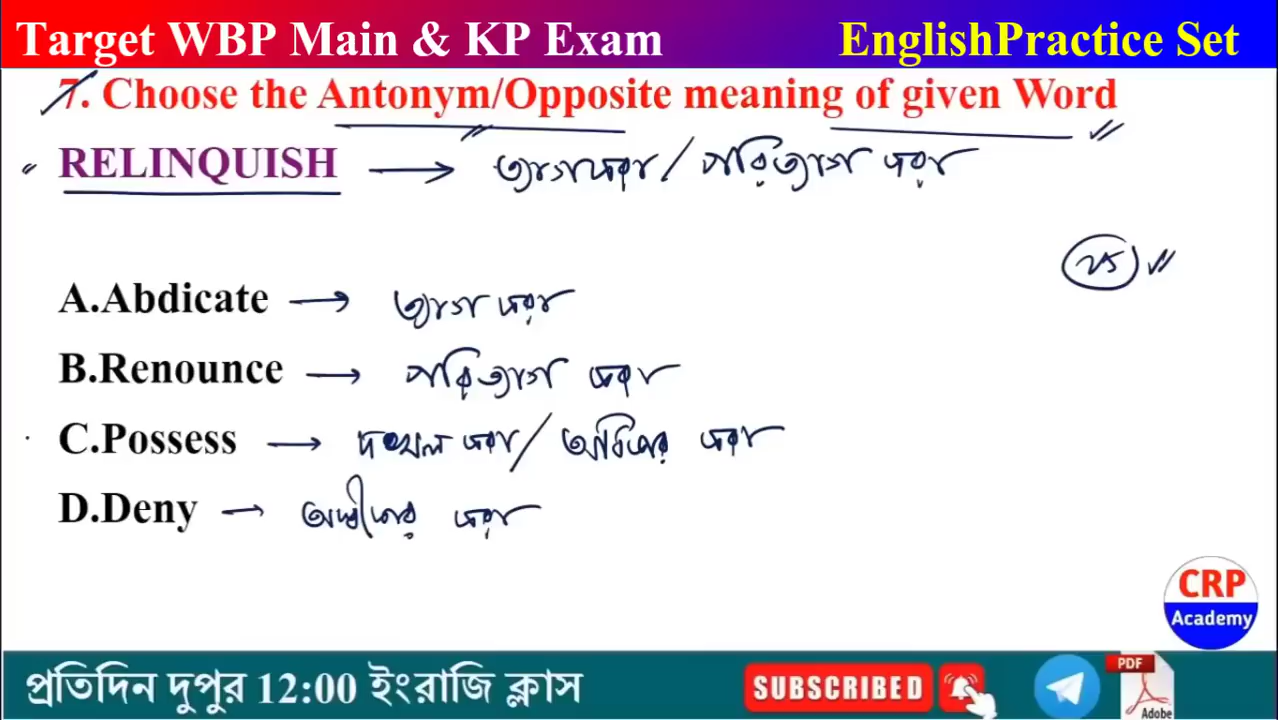 Target WBP Main & KP Exam EnglishPractice Set
7. Choose the Antonym/Opposite meaning of given Word
RELINQUISH → ত্যাগ করা / পরিত্যাগ করা
A.Abdicate → ত্যাগ করা
B.Renounce → পরিত্যাগ করা
C.Possess → দখল করা / অধিকার করা
D.Deny → অস্বীকার করা
CRP
Academy
প্রতিদিন দুপুর 12:00 ইংরাজি ক্লাস SUBSCRIBED PDF
Adobe